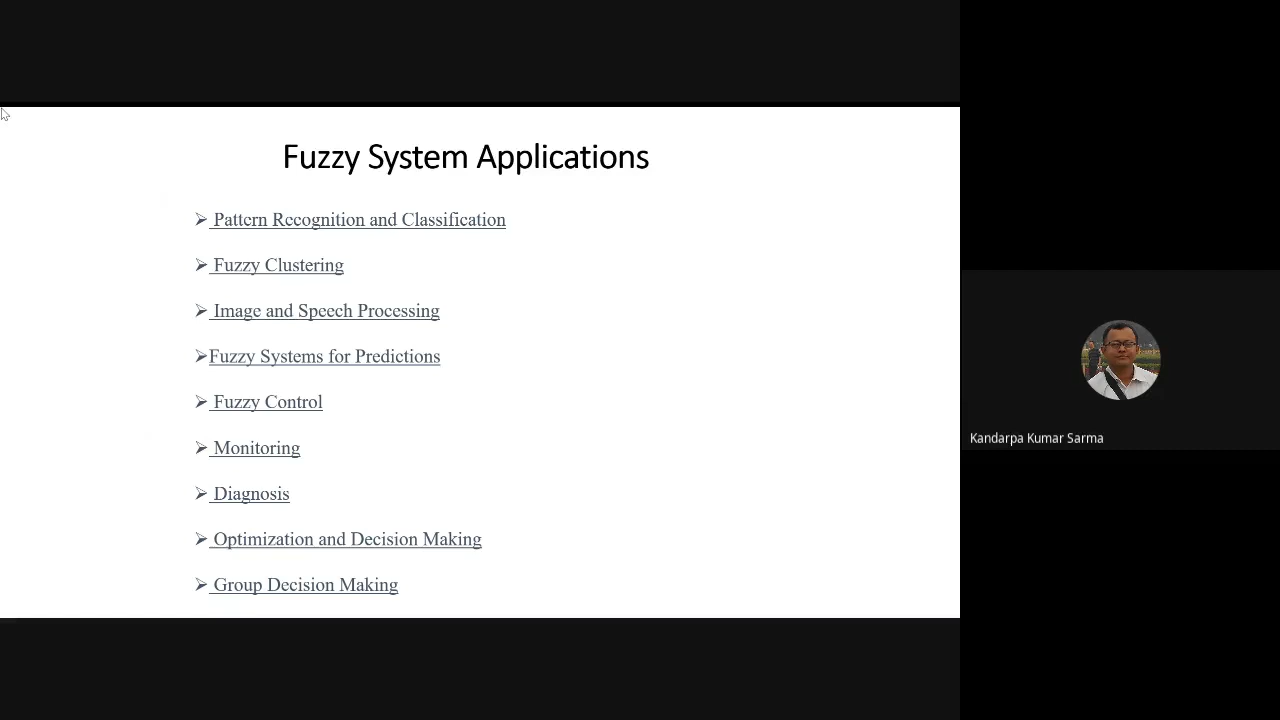 Fuzzy System Applications
➢ Pattern Recognition and Classification
➢ Fuzzy Clustering
➢ Image and Speech Processing
➢Fuzzy Systems for Predictions
➢ Fuzzy Control
➢ Monitoring
➢ Diagnosis
➢ Optimization and Decision Making
➢ Group Decision Making
Kandarpa Kumar Sarma